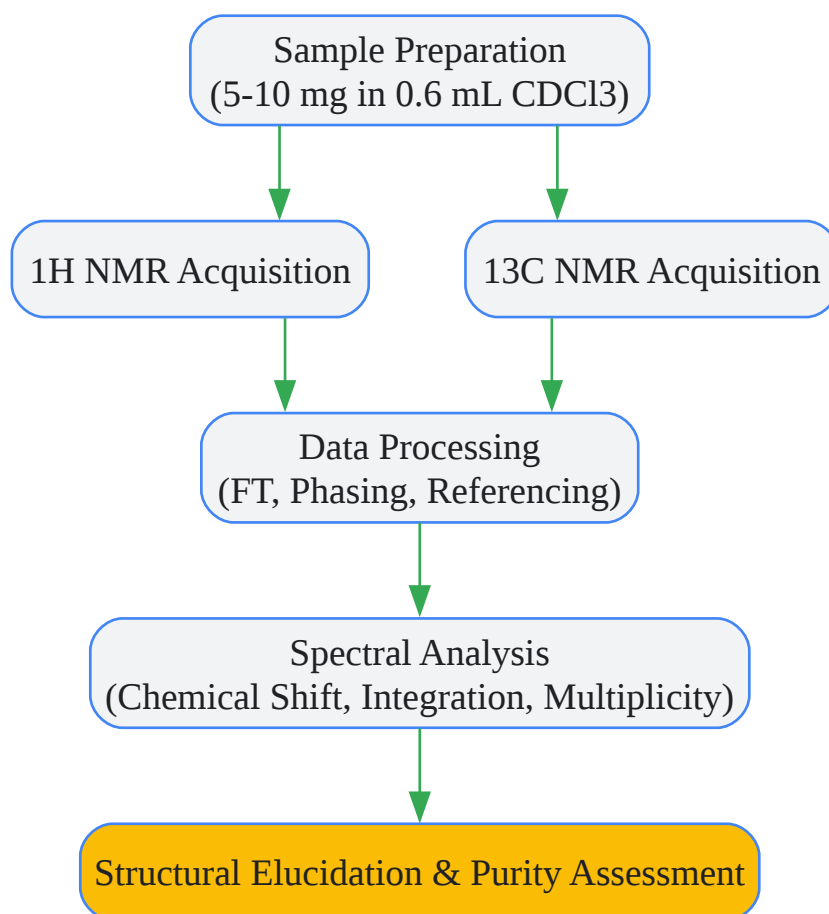 Sample Preparation
(5-10 mg in 0.6 mL CDCl3)
1H NMR Acquisition
13C NMR Acquisition
Data Processing
(FT, Phasing, Referencing)
Spectral Analysis
(Chemical Shift, Integration, Multiplicity)
Structural Elucidation & Purity Assessment